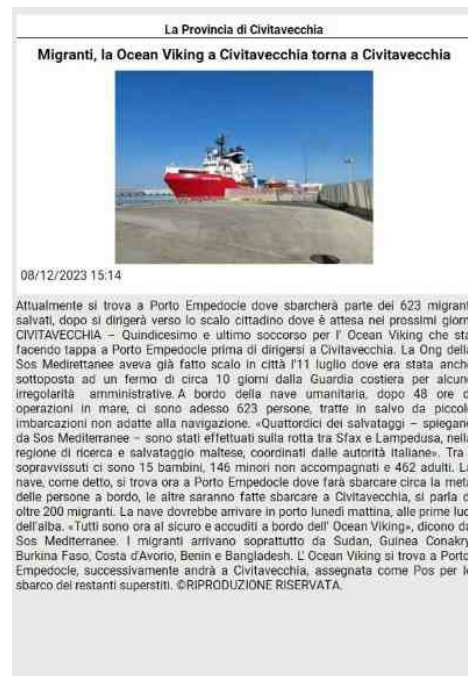 La Provincia di Civitavecchia
Migranti, la Ocean Viking a Civitavecchia torna a Civitavecchia
08/12/2023 15:14
Attualmente si trova a Porto Empedocle dove sbarcherà parte dei 623 migranti
salvati, dopo si dirigerà verso lo scalo cittadino dove è attesa nei prossimi giorni
CIVITAVECCHIA – Quindicesimo e ultimo soccorso per l' Ocean Viking che sta
facendo tappa a Porto Empedocle prima di dirigersi a Civitavecchia. La Ong della
Sos Medirettanee aveva già fatto scalo in città l'11 luglio dove era stata anche
sottoposta ad un fermo di circa 10 giorni dalla Guardia costiera per alcune
irregolarità amministrative. A bordo della nave umanitaria, dopo 48 ore d
operazioni in mare, ci sono adesso 623 persone, tratte in salvo da piccole
imbarcazioni non adatte alla navigazione. «Quattordici dei salvataggi – spiegano
da Sos Mediterranee – sono stati effettuati sulla rotta tra Sfax e Lampedusa, nella
regione di ricerca e salvataggio maltese, coordinati dalle autorità italiane». Tra
sopravvissuti ci sono 15 bambini, 146 minori non accompagnati e 462 adulti. La
nave, come detto, si trova ora a Porto Empedocle dove farà sbarcare circa la metà
delle persone a bordo, le altre saranno fatte sbarcare a Civitavecchia, si parla d
oltre 200 migranti. La nave dovrebbe arrivare in porto lunedì mattina, alle prime luc
dell'alba. «Tutti sono ora al sicuro e accuditi a bordo dell' Ocean Viking», dicono da
Sos Mediterranee. I migranti arrivano soprattutto da Sudan, Guinea Conakry
Burkina Faso, Costa d'Avorio, Benin e Bangladesh. L' Ocean Viking si trova a Porto
Empedocle, successivamente andrà a Civitavecchia, assegnata come Pos per lo
sbarco dei restanti superstiti. ©RIPRODUZIONE RISERVATA.